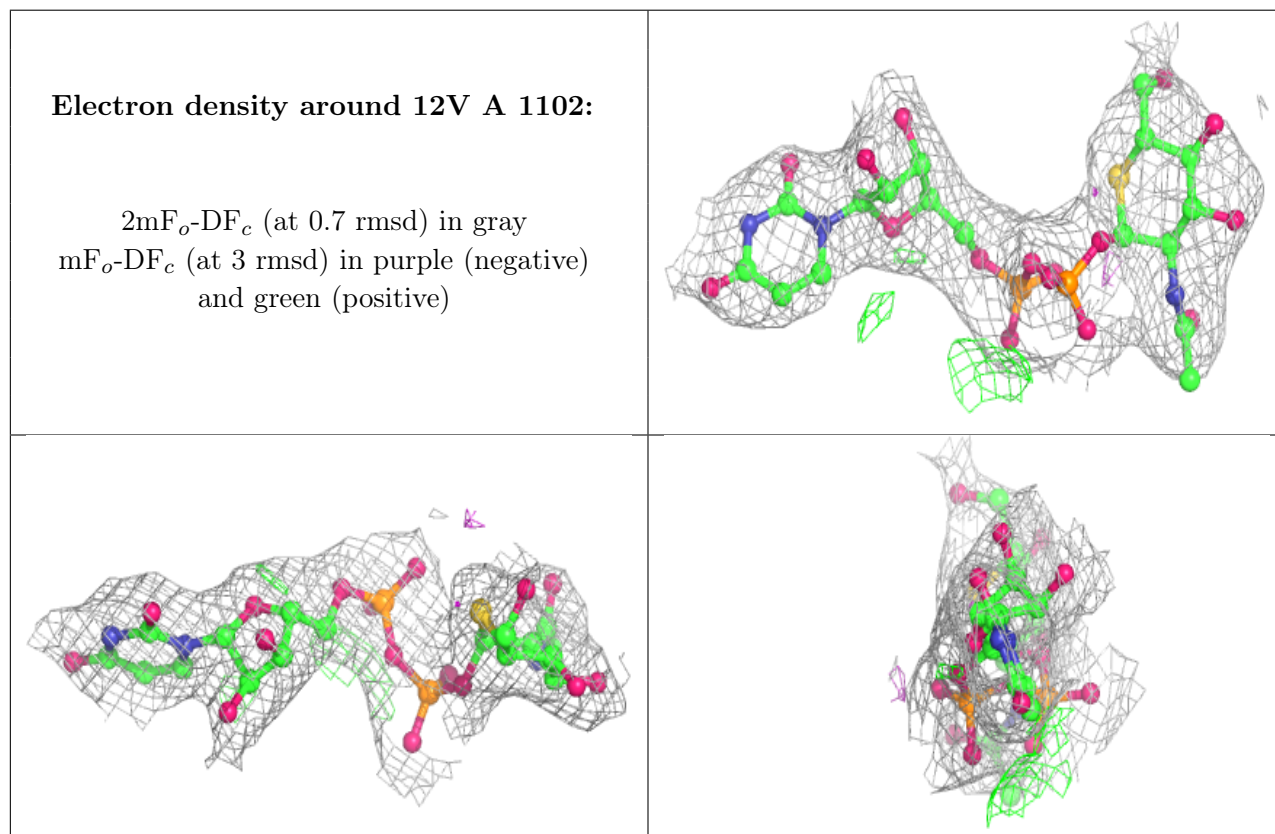 Electron density around 12V A 1102:
2mFo-DFc (at 0.7 rmsd) in gray
mFo-DFc (at 3 rmsd) in purple (negative)
and green (positive)